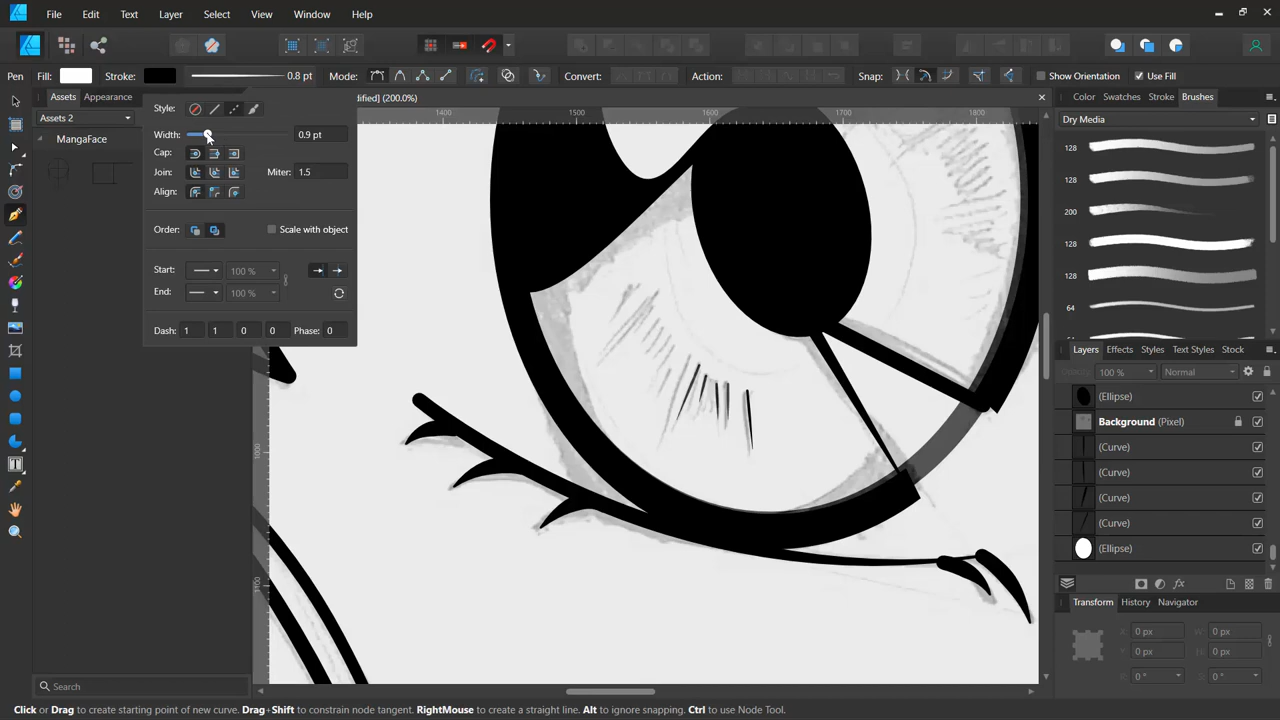 File Edit Text Layer Select View Window Help
Pen Fill: Stroke: 0.8 pt Mode: Convert: Action: Snap: Show Orientation Use Fill
Assets Appearance
Assets 2
MangaFace
dified] (200.0%)
1400 1500 1600 1700 1800
1000
1100
Style:
Width: 0.9 pt
Cap:
Join: Miter: 1.5
Align:
Order: Scale with object
Start: 100 %
End: 100 %
Dash: 1 1 0 0 Phase: 0
Color Swatches Stroke Brushes
Dry Media
128
128
200
128
128
64
Layers Effects Styles Text Styles Stock
Opacity: 100 % Normal
(Ellipse)
Background (Pixel)
(Curve)
(Curve)
(Curve)
(Curve)
(Ellipse)
Transform History Navigator
X: 0 px W: 0 px
Y: 0 px H: 0 px
R: 0 ° S: 0 °
Search
Click or Drag to create starting point of new curve. Drag+Shift to constrain node tangent. RightMouse to create a straight line. Alt to ignore snapping. Ctrl to use Node Tool.